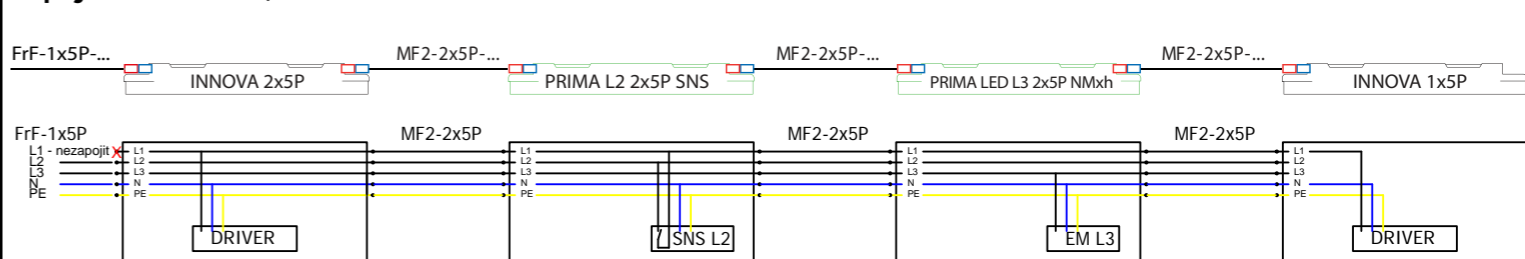 FrF-1x5P-... MF2-2x5P-... MF2-2x5P-... MF2-2x5P-...
INNOVA 2x5P PRIMA L2 2x5P SNS PRIMA LED L3 2x5P NMxh INNOVA 1x5P
FrF-1x5P MF2-2x5P MF2-2x5P MF2-2x5P
L1 - nezapojit L1 L1 L1 L1
L2 L2 L2 L2 L2
L3 L3 L3 L3 L3
N N N N N
PE PE PE PE PE
DRIVER SNS L2 EM L3 DRIVER